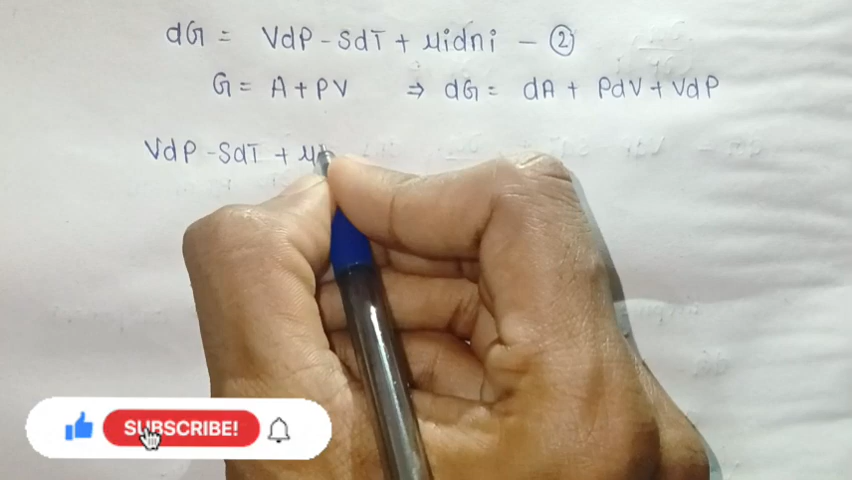 dG = VdP - SdT + μidni - ②
G = A + PV ⇒ dG = dA + PdV + VdP
VdP - SdT + μ
SUBSCRIBE!